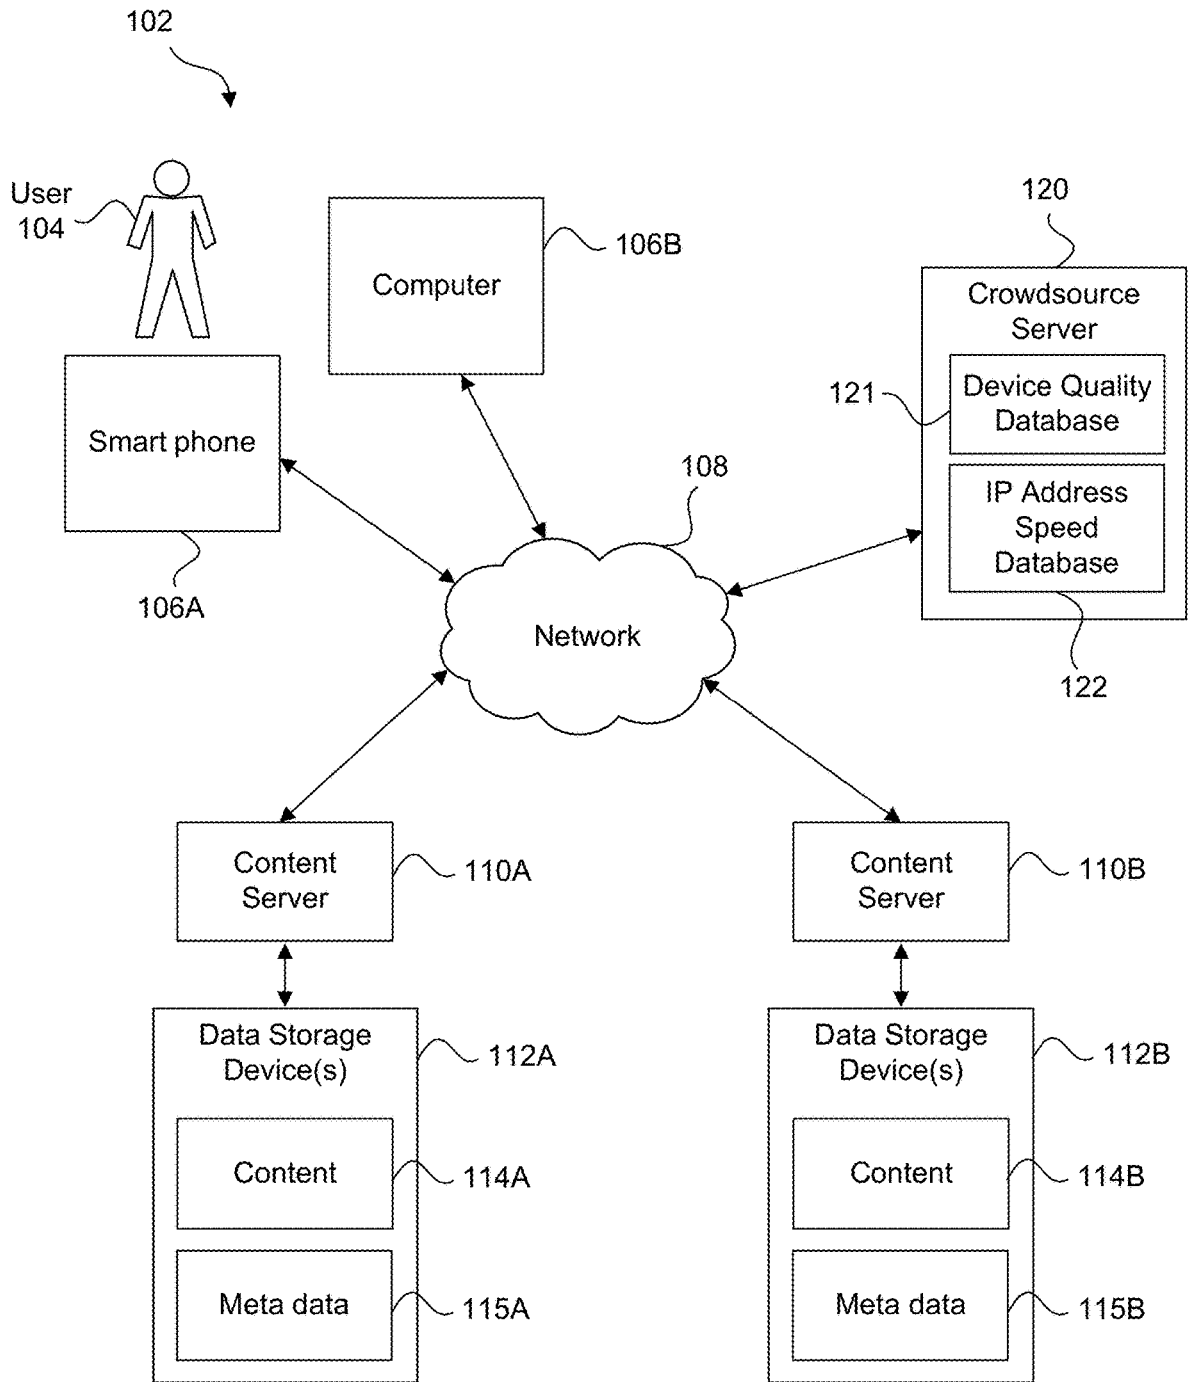 102
User
104
Computer
106B
120
Crowdsource
Server
121
Device Quality
Database
IP Address
Speed
Database
122
Smart phone
106A
108
Network
Content
Server
110A
Content
Server
110B
Data Storage
Device(s)
112A
Content
114A
Meta data
115A
Data Storage
Device(s)
112B
Content
114B
Meta data
115B